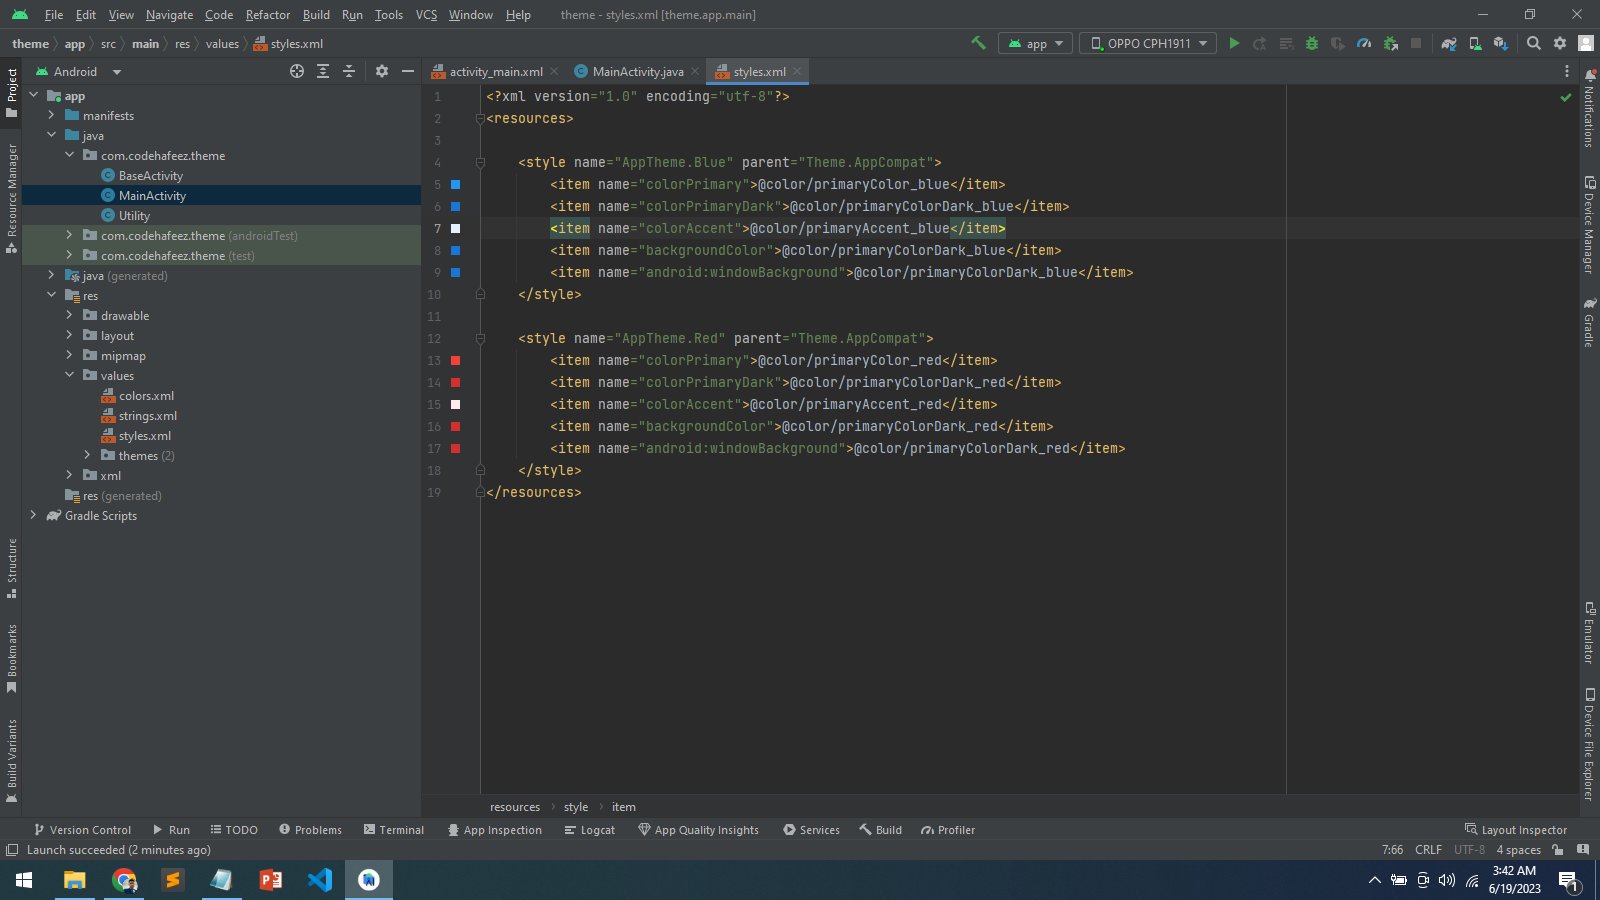 File Edit View Navigate Code Refactor Build Run Tools VCS Window Help theme - styles.xml [theme.app.main]
theme app src main res values styles.xml app OPPO CPH1911
Android
activity_main.xml MainActivity.java styles.xml
Project
Resource Manager
Structure
Bookmarks
Build Variants
app
manifests
java
com.codehafeez.theme
BaseActivity
MainActivity
Utility
com.codehafeez.theme (androidTest)
com.codehafeez.theme (test)
java (generated)
res
drawable
layout
mipmap
values
colors.xml
strings.xml
styles.xml
themes (2)
xml
res (generated)
Gradle Scripts
1 <?xml version="1.0" encoding="utf-8"?>
2 <resources>
3
4 <style name="AppTheme.Blue" parent="Theme.AppCompat">
5 <item name="colorPrimary">@color/primaryColor_blue</item>
6 <item name="colorPrimaryDark">@color/primaryColorDark_blue</item>
7 <item name="colorAccent">@color/primaryAccent_blue</item>
8 <item name="backgroundColor">@color/primaryColorDark_blue</item>
9 <item name="android:windowBackground">@color/primaryColorDark_blue</item>
10 </style>
11
12 <style name="AppTheme.Red" parent="Theme.AppCompat">
13 <item name="colorPrimary">@color/primaryColor_red</item>
14 <item name="colorPrimaryDark">@color/primaryColorDark_red</item>
15 <item name="colorAccent">@color/primaryAccent_red</item>
16 <item name="backgroundColor">@color/primaryColorDark_red</item>
17 <item name="android:windowBackground">@color/primaryColorDark_red</item>
18 </style>
19 </resources>
Notifications
Device Manager
Gradle
Emulator
Device File Explorer
resources style item
Version Control Run TODO Problems Terminal App Inspection Logcat App Quality Insights Services Build Profiler Layout Inspector
Launch succeeded (2 minutes ago) 7:66 CRLF UTF-8 4 spaces
3:42 AM
6/19/2023
1